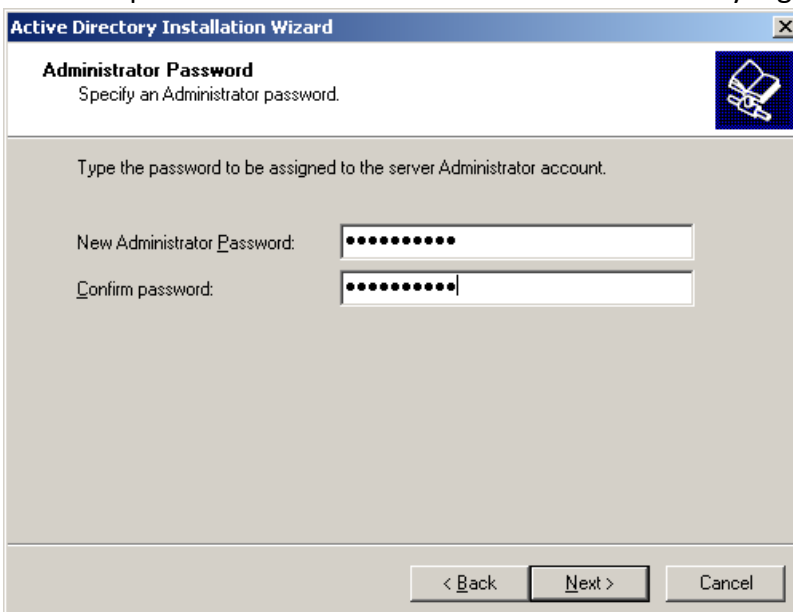 Active Directory Installation Wizard
Administrator Password
Specify an Administrator password.
Type the password to be assigned to the server Administrator account.
New Administrator Password: ●●●●●●●●●●
Confirm password: ●●●●●●●●●●
< Back Next > Cancel